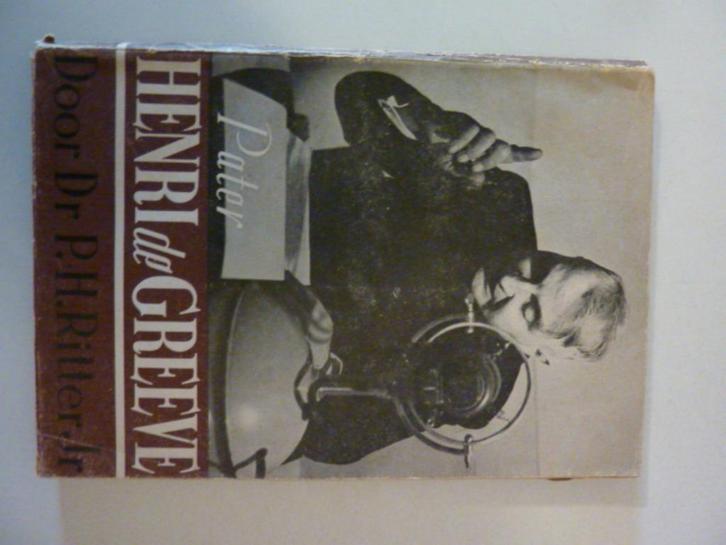 Pater
HENRI de GREEVE
Door Dr P.H.Ritter Jr